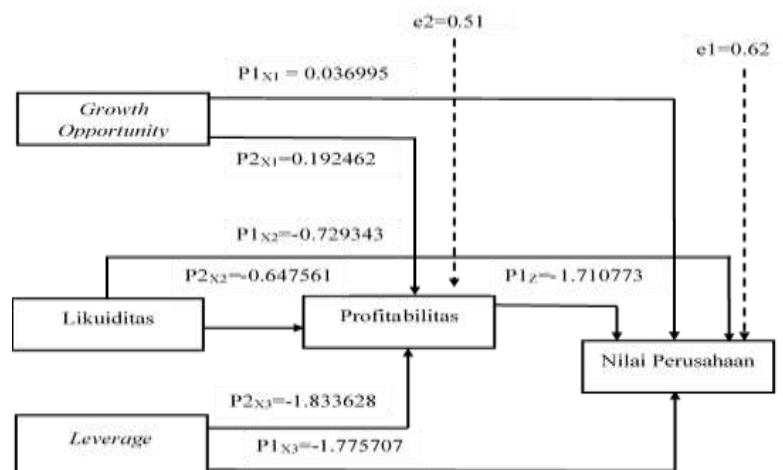 e2=0.51
e1=0.62
P1X1 = 0.036995
Growth
Opportunity
P2X1=0.192462
P1X2=-0.729343
P2X2=-0.647561
P1Z=-1.710773
Likuiditas
Profitabilitas
Nilai Perusahaan
P2X3=-1.833628
Leverage
P1X3=-1.775707